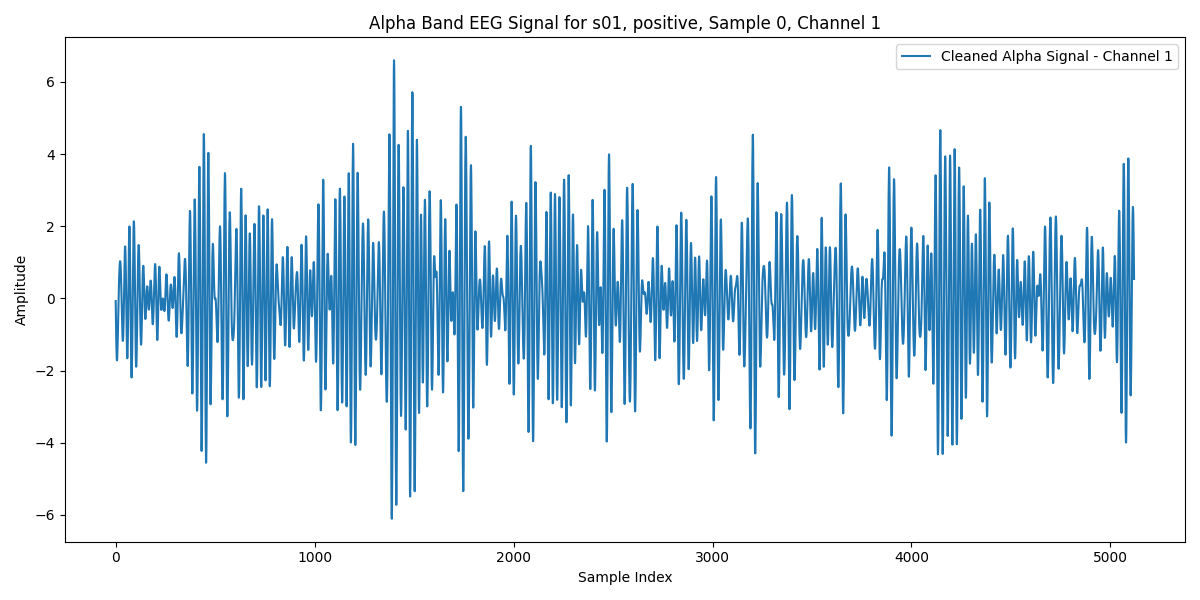 Alpha Band EEG Signal for s01, positive, Sample 0, Channel 1
Cleaned Alpha Signal - Channel 1
Amplitude
6
4
2
0
−2
−4
−6
0 1000 2000 3000 4000 5000
Sample Index